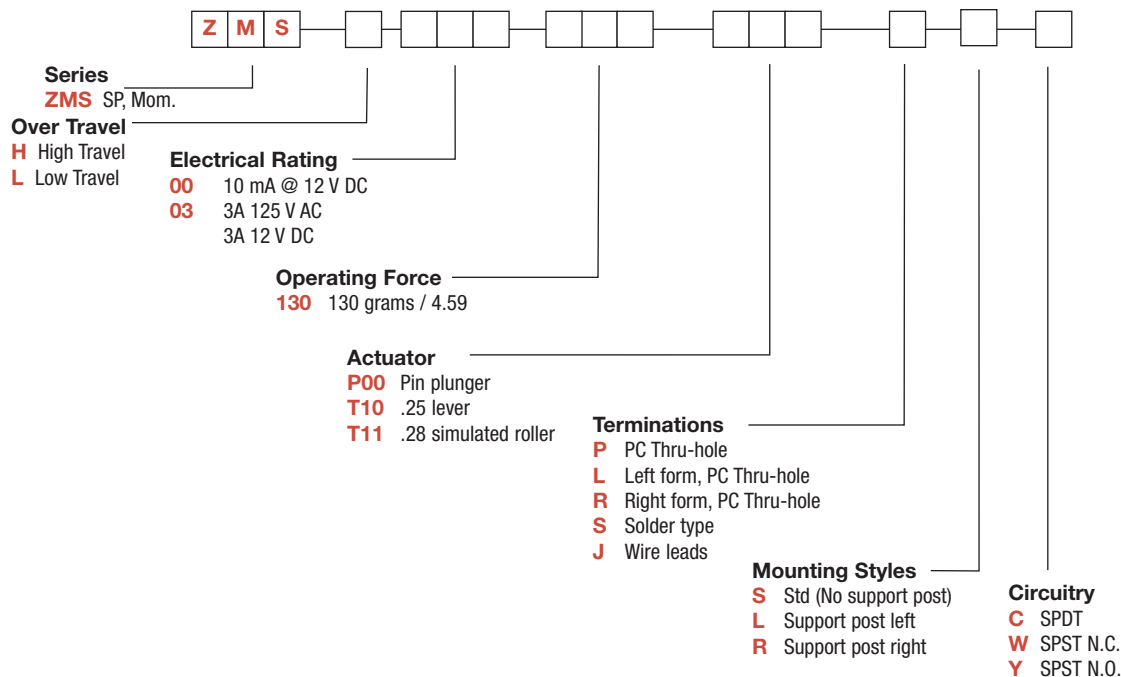 Z M S
Series
ZMS SP, Mom.
Over Travel
H High Travel
L Low Travel
Electrical Rating
00 10 mA @ 12 V DC
03 3A 125 V AC
3A 12 V DC
Operating Force
130 130 grams / 4.59
Actuator
P00 Pin plunger
T10 .25 lever
T11 .28 simulated roller
Terminations
P PC Thru-hole
L Left form, PC Thru-hole
R Right form, PC Thru-hole
S Solder type
J Wire leads
Mounting Styles
S Std (No support post)
L Support post left
R Support post right
Circuitry
C SPDT
W SPST N.C.
Y SPST N.O.